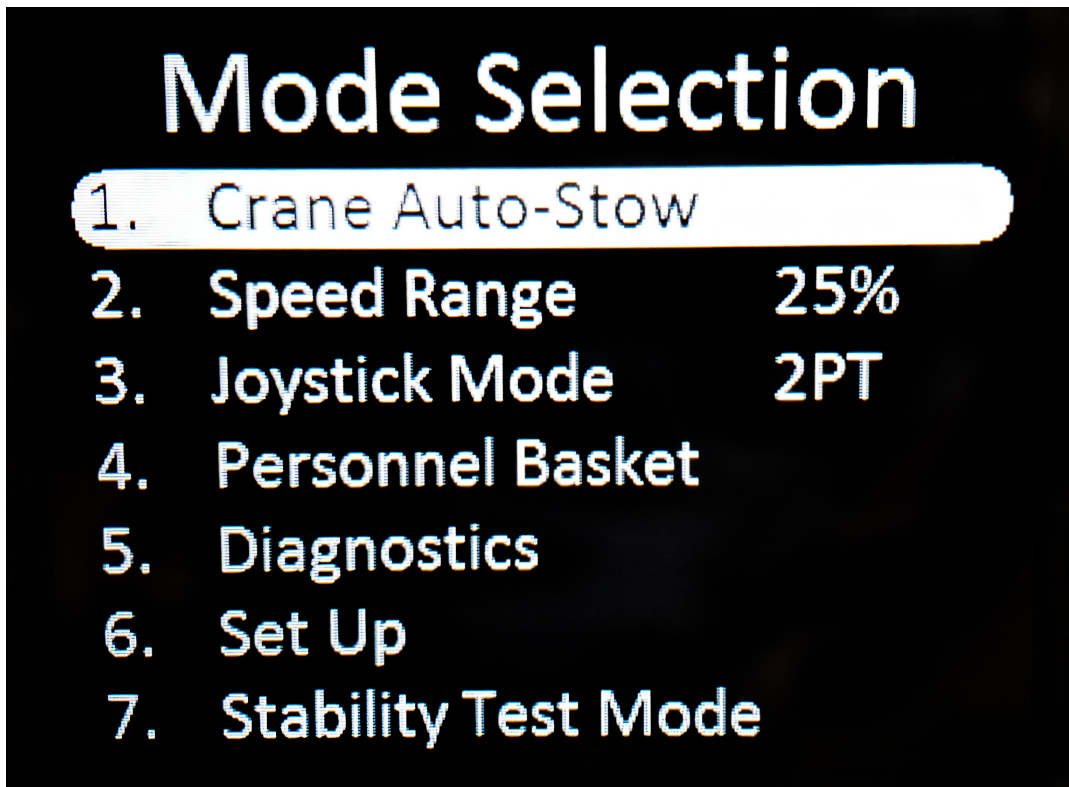 Mode Selection
1. Crane Auto-Stow
2. Speed Range 25%
3. Joystick Mode 2PT
4. Personnel Basket
5. Diagnostics
6. Set Up
7. Stability Test Mode